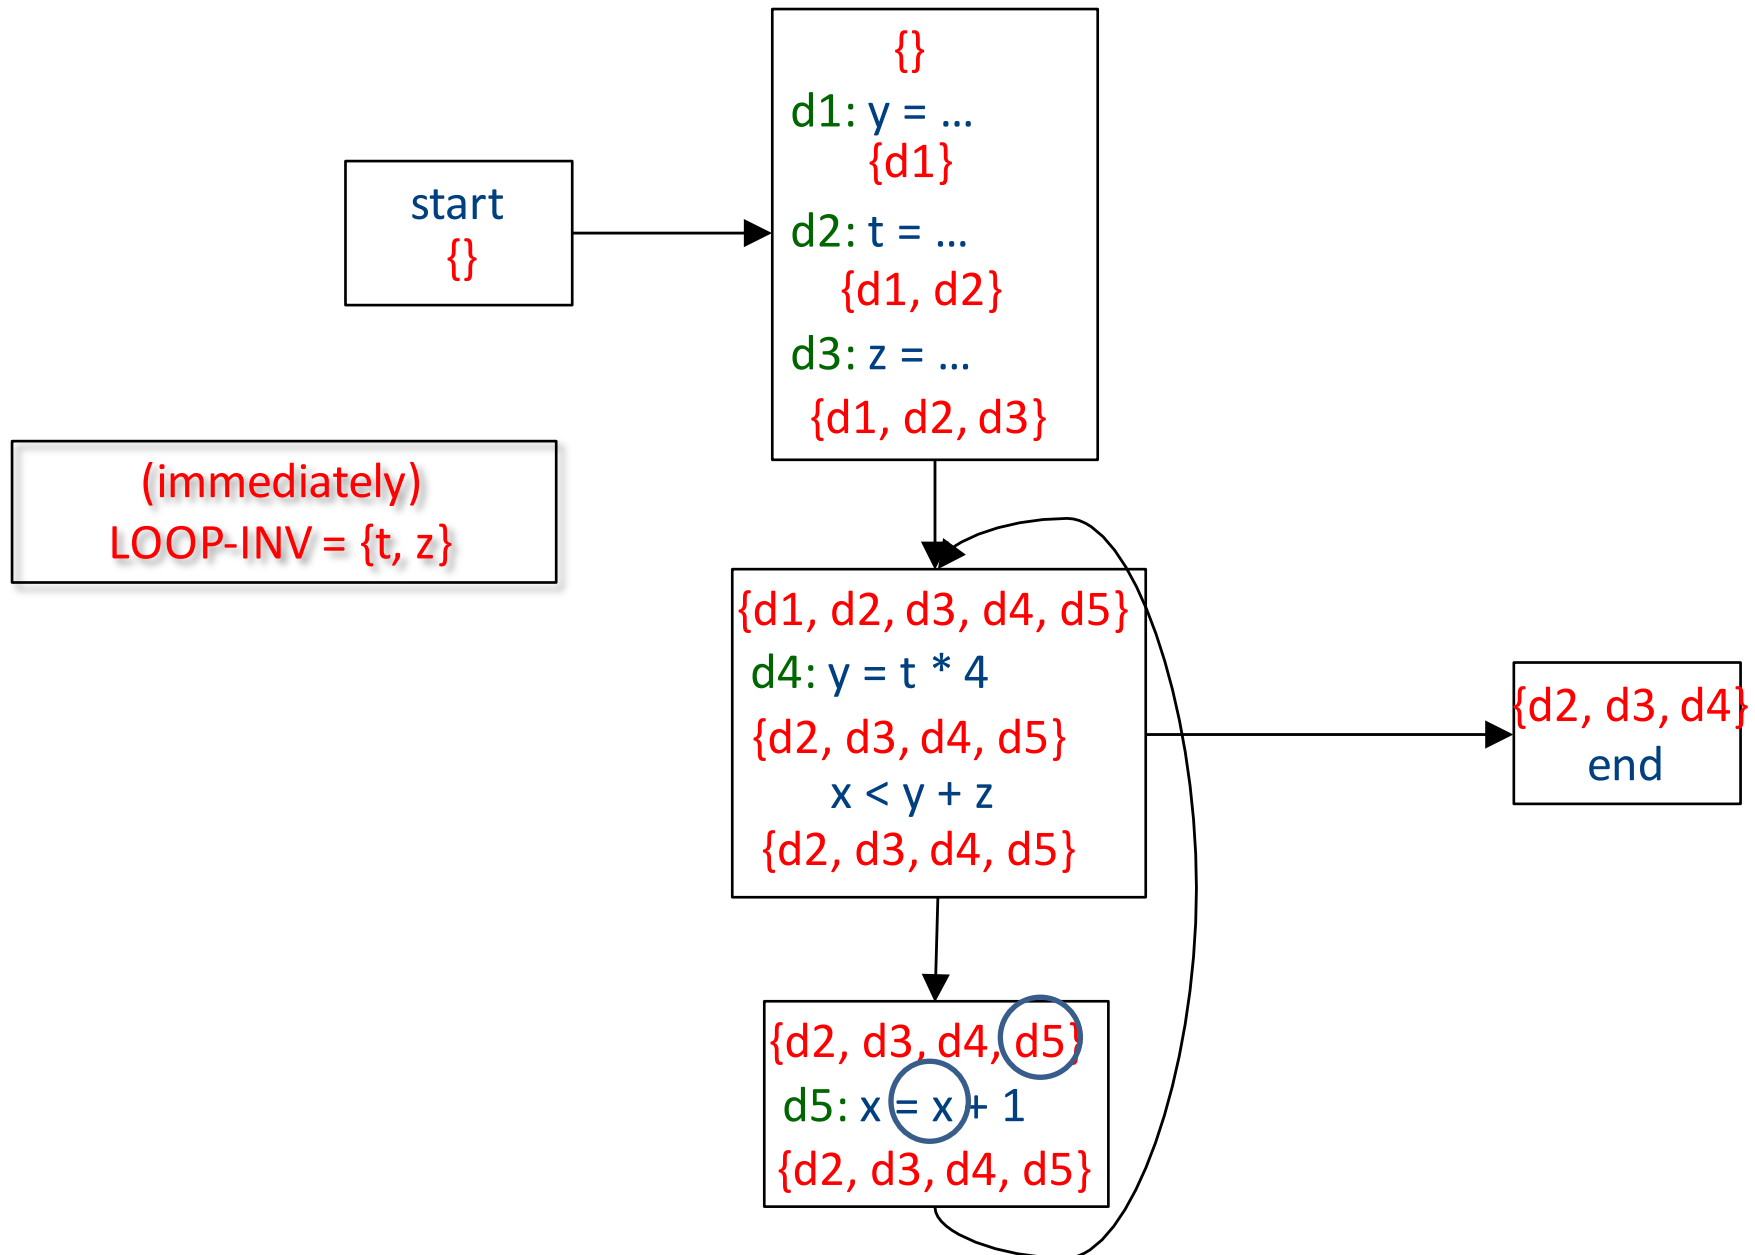 {}
d1: y = ...
{d1}
start
{}
d2: t = ...
{d1, d2}
d3: z = ...
{d1, d2, d3}
(immediately)
LOOP-INV = {t, z}
{d1, d2, d3, d4, d5}
d4: y = t * 4
{d2, d3, d4, d5}
x < y + z
{d2, d3, d4, d5}
{d2, d3, d4}
end
{d2, d3, d4, d5}
d5: x = x + 1
{d2, d3, d4, d5}